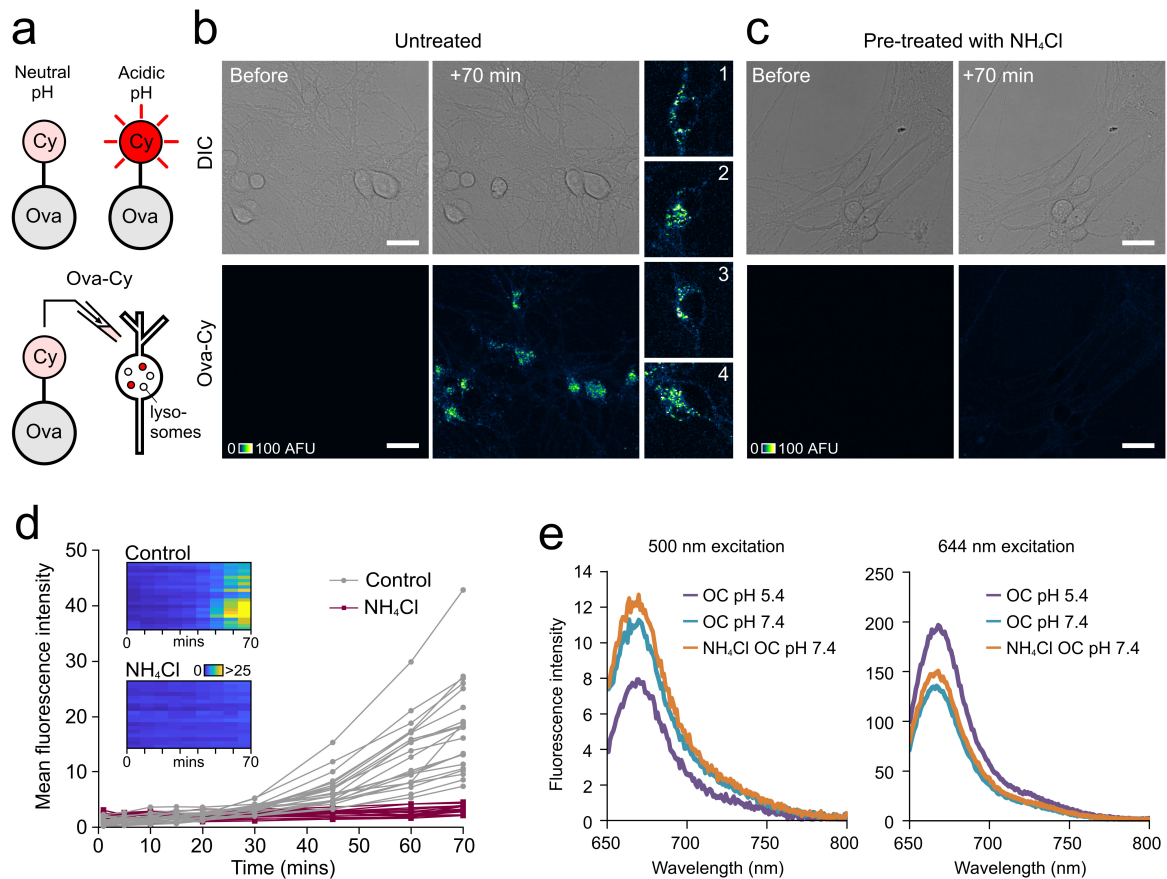 a
Neutral
pH
Acidic
pH
Cy
Cy
Ova
Ova
Ova-Cy
Cy
Ova
lyso-
somes
b
Untreated
DIC
Before
+70 min
1
2
3
4
Ova-Cy
0 100 AFU
c
Pre-treated with NH₄Cl
Before
+70 min
0 100 AFU
d
Mean fluorescence intensity
50
40
30
20
10
0
0 10 20 30 40 50 60 70
Time (mins)
Control
0 mins 70
NH₄Cl 0 >25
0 mins 70
Control
NH₄Cl
e
500 nm excitation
Fluorescence intensity
14
12
10
8
6
4
2
0
OC pH 5.4
OC pH 7.4
NH₄Cl OC pH 7.4
650 700 750 800
Wavelength (nm)
644 nm excitation
250
200
150
100
50
0
OC pH 5.4
OC pH 7.4
NH₄Cl OC pH 7.4
650 700 750 800
Wavelength (nm)